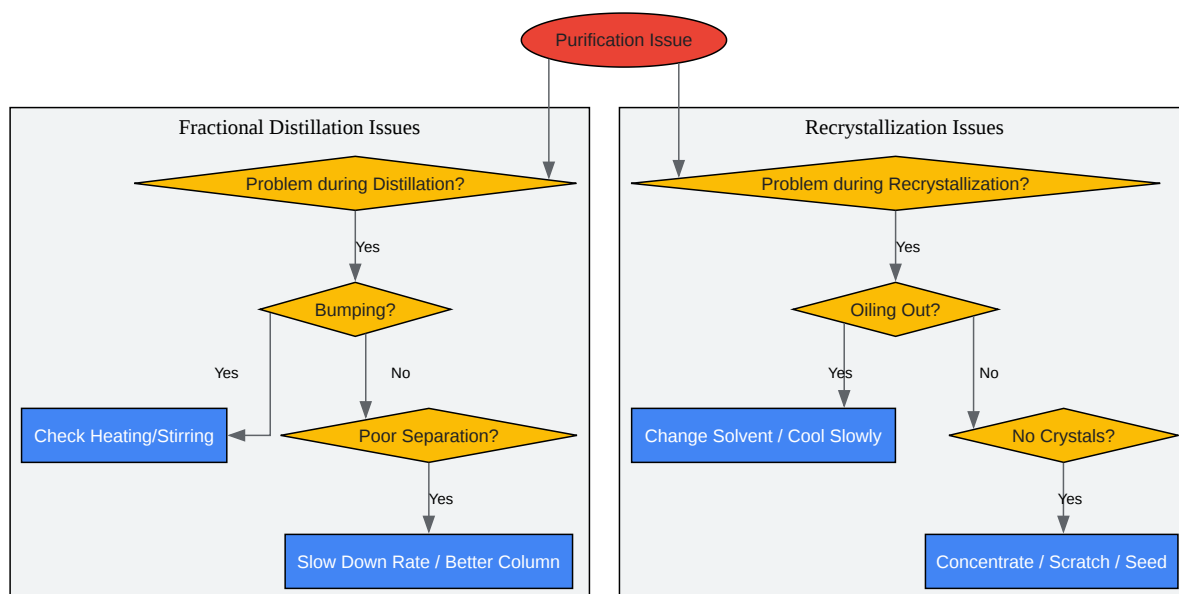 Purification Issue
Fractional Distillation Issues
Recrystallization Issues
Problem during Distillation?
Problem during Recrystallization?
Yes
Yes
Bumping?
Oiling Out?
Yes
No
Yes
No
Check Heating/Stirring
Poor Separation?
Change Solvent / Cool Slowly
No Crystals?
Yes
Yes
Slow Down Rate / Better Column
Concentrate / Scratch / Seed